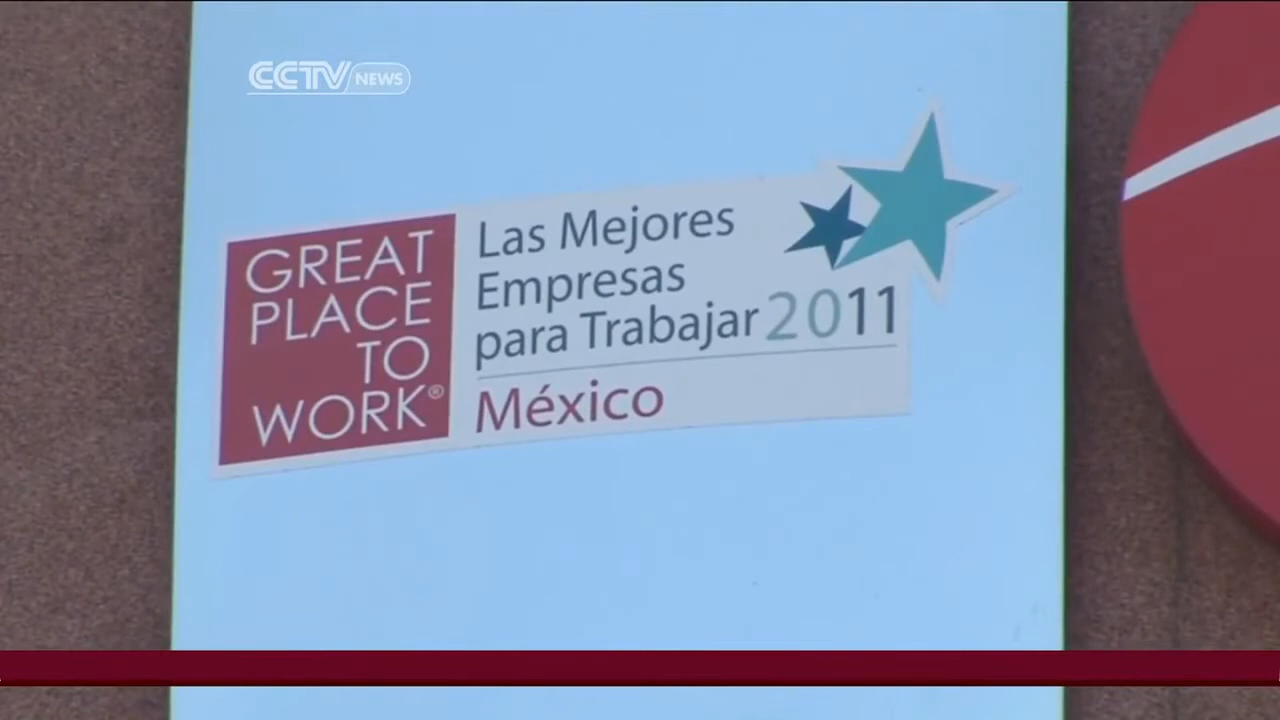 CCTV NEWS
GREAT
PLACE
TO
WORK®
Las Mejores
Empresas
para Trabajar 2011
México